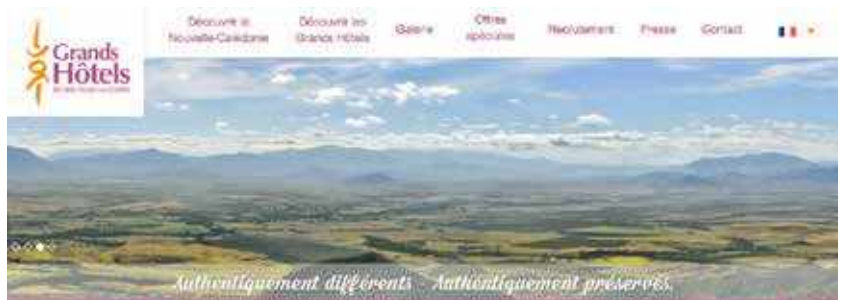 Grands
Hôtels
Découvrir la
Nouvelle-Calédonie
Découvrir les
Grands Hôtels
Galerie
Offres
spéciales
Recrutement
Presse
Contact
Authentiquement différents Authentiquement préservés.